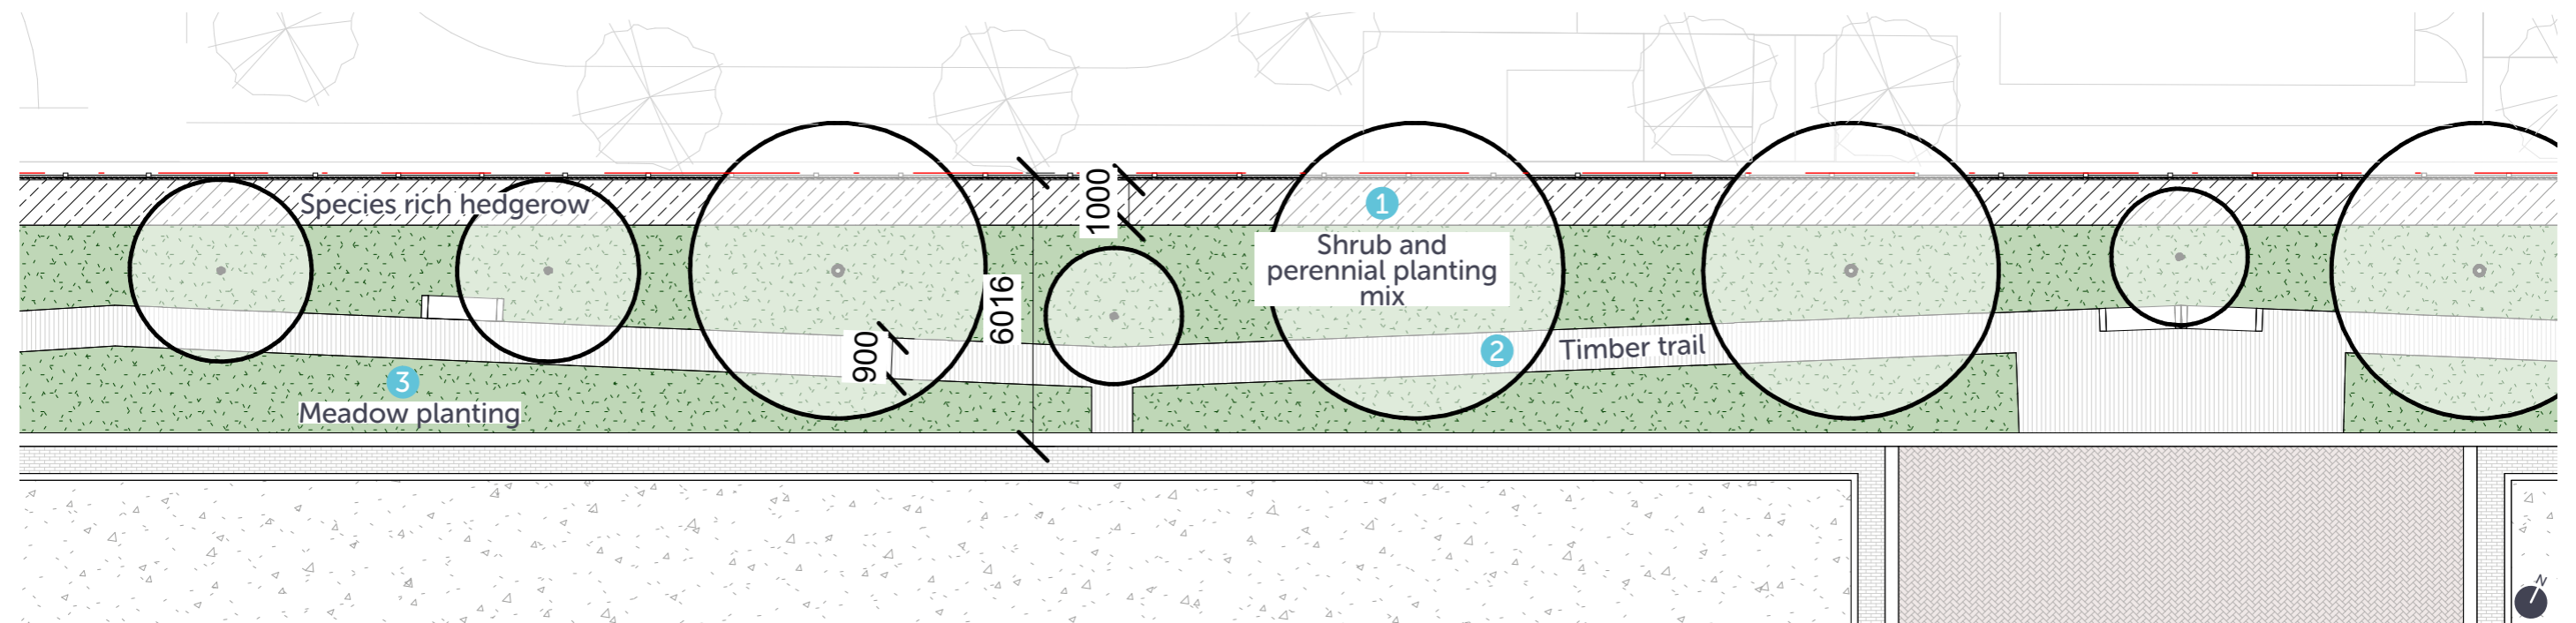 Species rich hedgerow
1000
1
Shrub and
perennial planting
mix
6016
900
2
Timber trail
3
Meadow planting
N